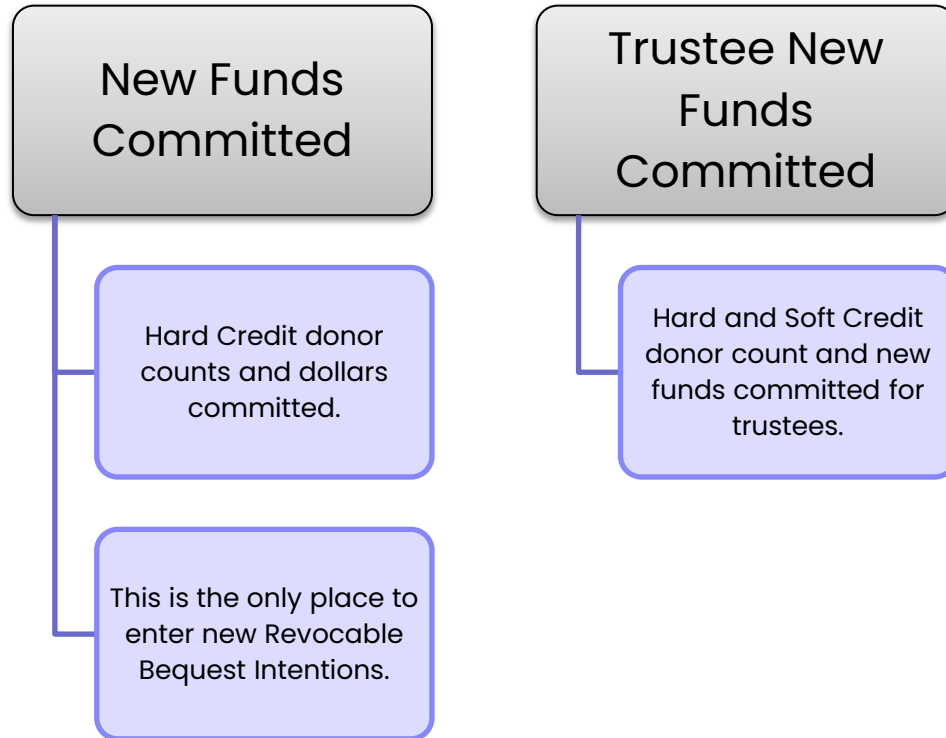 New Funds
Committed
Hard Credit donor
counts and dollars
committed.
This is the only place to
enter new Revocable
Bequest Intentions.
Trustee New
Funds
Committed
Hard and Soft Credit
donor count and new
funds committed for
trustees.